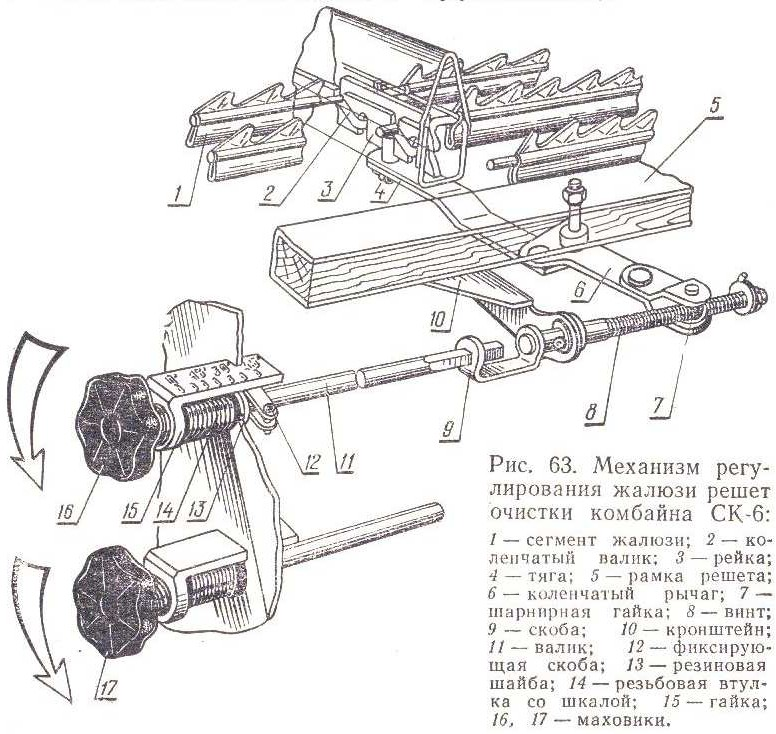 1
2
3
4
5
6
7
8
9
10
11
12
13
14
15
16
17
Рис. 63. Механизм регу-
лирования жалюзи решет
очистки комбайна СК-6:
1 — сегмент жалюзи; 2 — ко-
ленчатый валик; 3 — рейка;
4 — тяга; 5 — рамка решета;
6 — коленчатый рычаг; 7 —
шарнирная гайка; 8 — винт;
9 — скоба; 10 — кронштейн;
11 — валик; 12 — фиксирую-
щая скоба; 13 — резиновая
шайба; 14 — резьбовая втул-
ка со шкалой; 15 — гайка;
16, 17 — маховики.